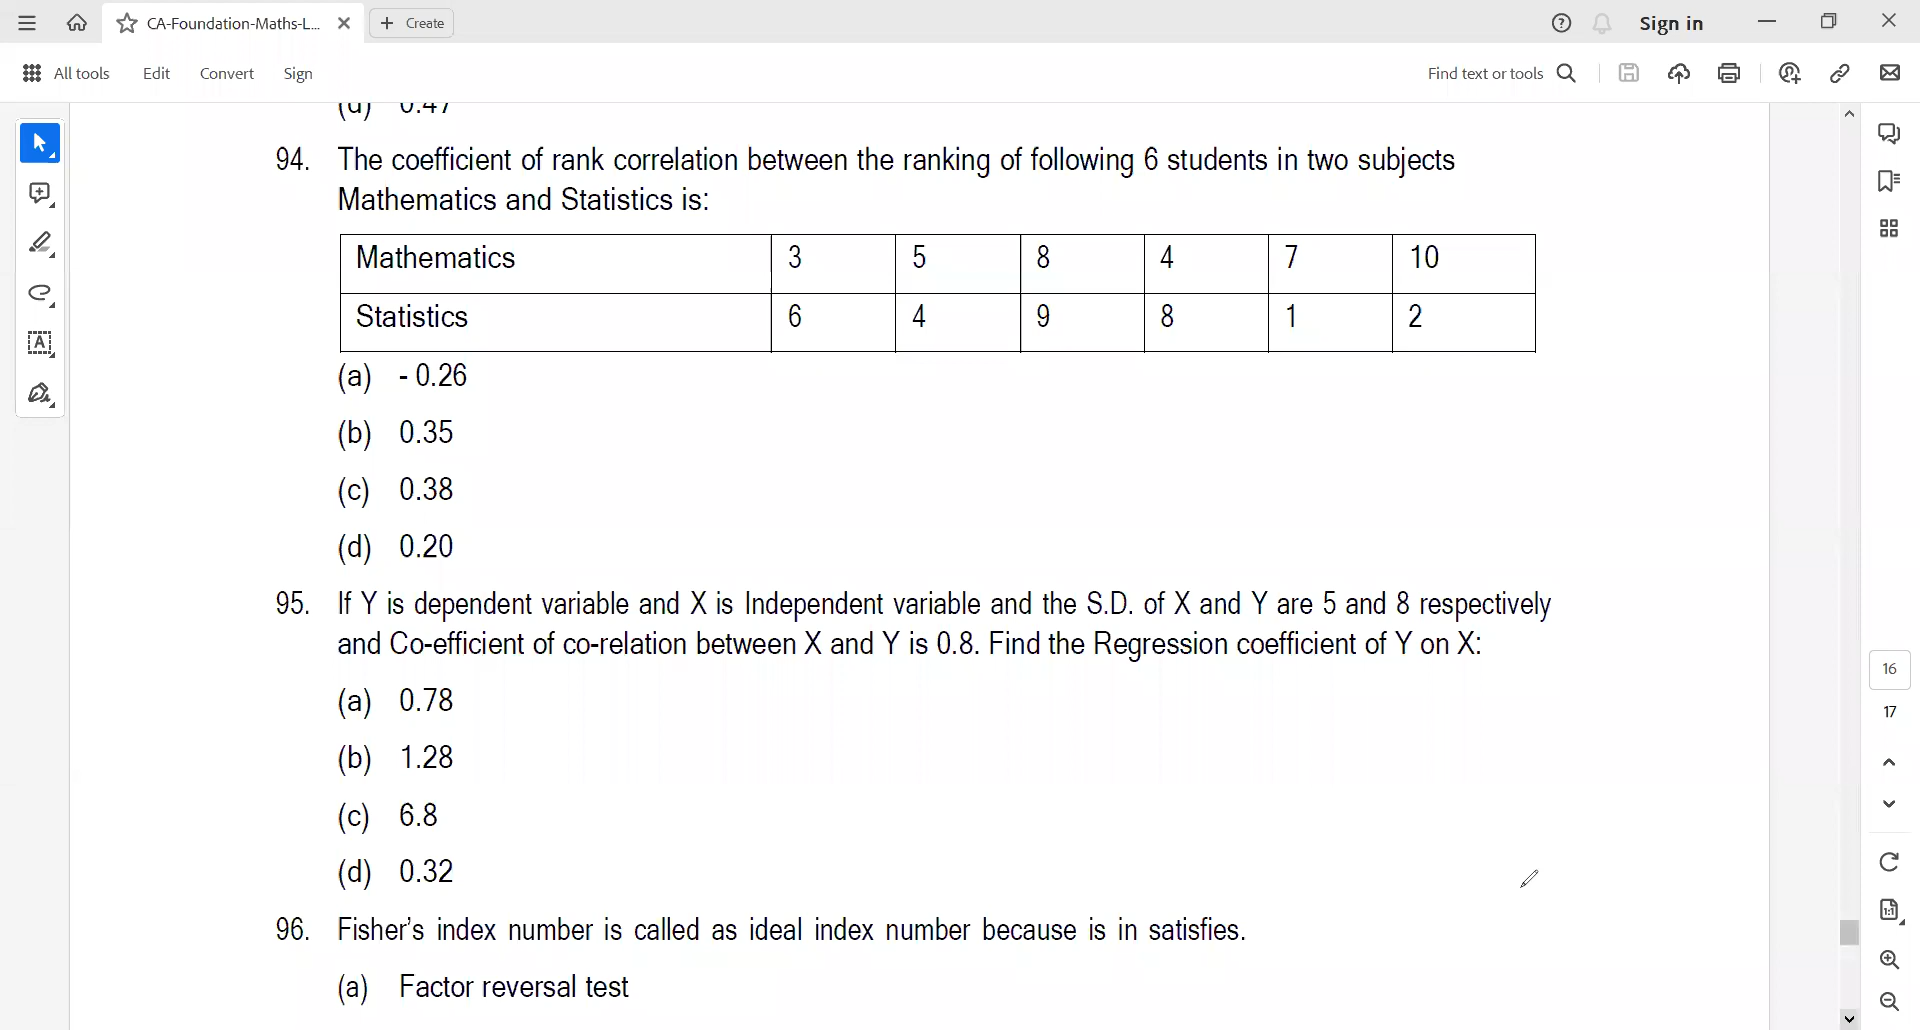 CA-Foundation-Maths-L...
Create
Sign in
All tools Edit Convert Sign
Find text or tools
(d) 0.47
94. The coefficient of rank correlation between the ranking of following 6 students in two subjects
Mathematics and Statistics is:
Mathematics 3 5 8 4 7 10
Statistics 6 4 9 8 1 2
(a) - 0.26
(b) 0.35
(c) 0.38
(d) 0.20
95. If Y is dependent variable and X is Independent variable and the S.D. of X and Y are 5 and 8 respectively
and Co-efficient of co-relation between X and Y is 0.8. Find the Regression coefficient of Y on X:
(a) 0.78
(b) 1.28
(c) 6.8
(d) 0.32
96. Fisher's index number is called as ideal index number because is in satisfies.
(a) Factor reversal test
16
17